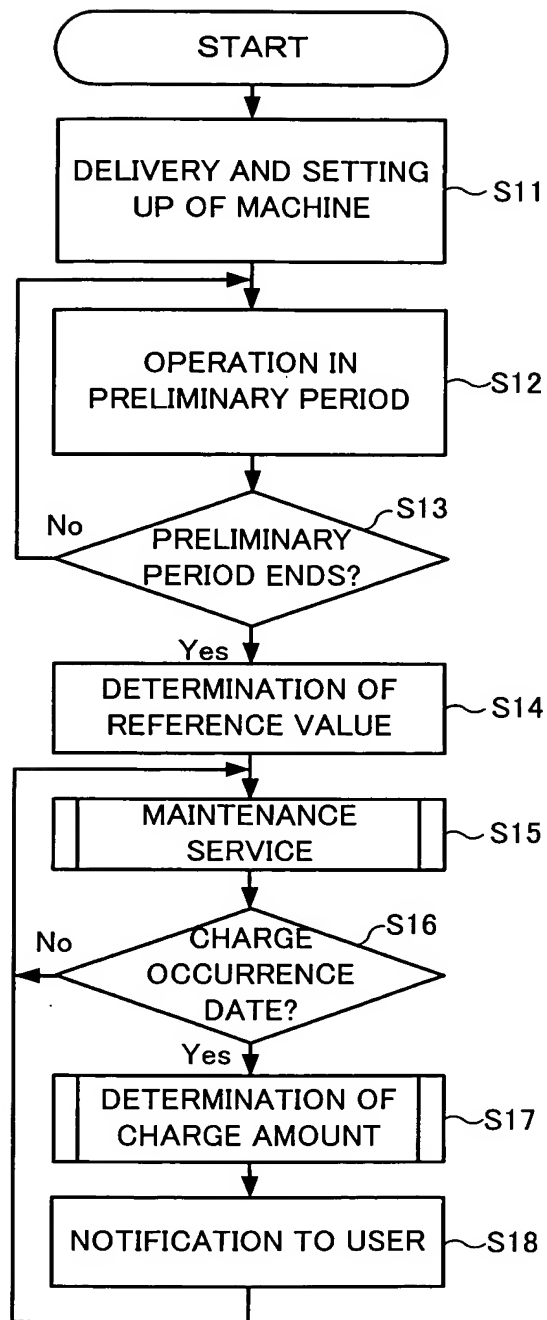 START
DELIVERY AND SETTING
UP OF MACHINE
S11
OPERATION IN
PRELIMINARY PERIOD
S12
S13
No
PRELIMINARY
PERIOD ENDS?
Yes
DETERMINATION OF
REFERENCE VALUE
S14
MAINTENANCE
SERVICE
S15
S16
No
CHARGE
OCCURRENCE
DATE?
Yes
DETERMINATION OF
CHARGE AMOUNT
S17
NOTIFICATION TO USER
S18